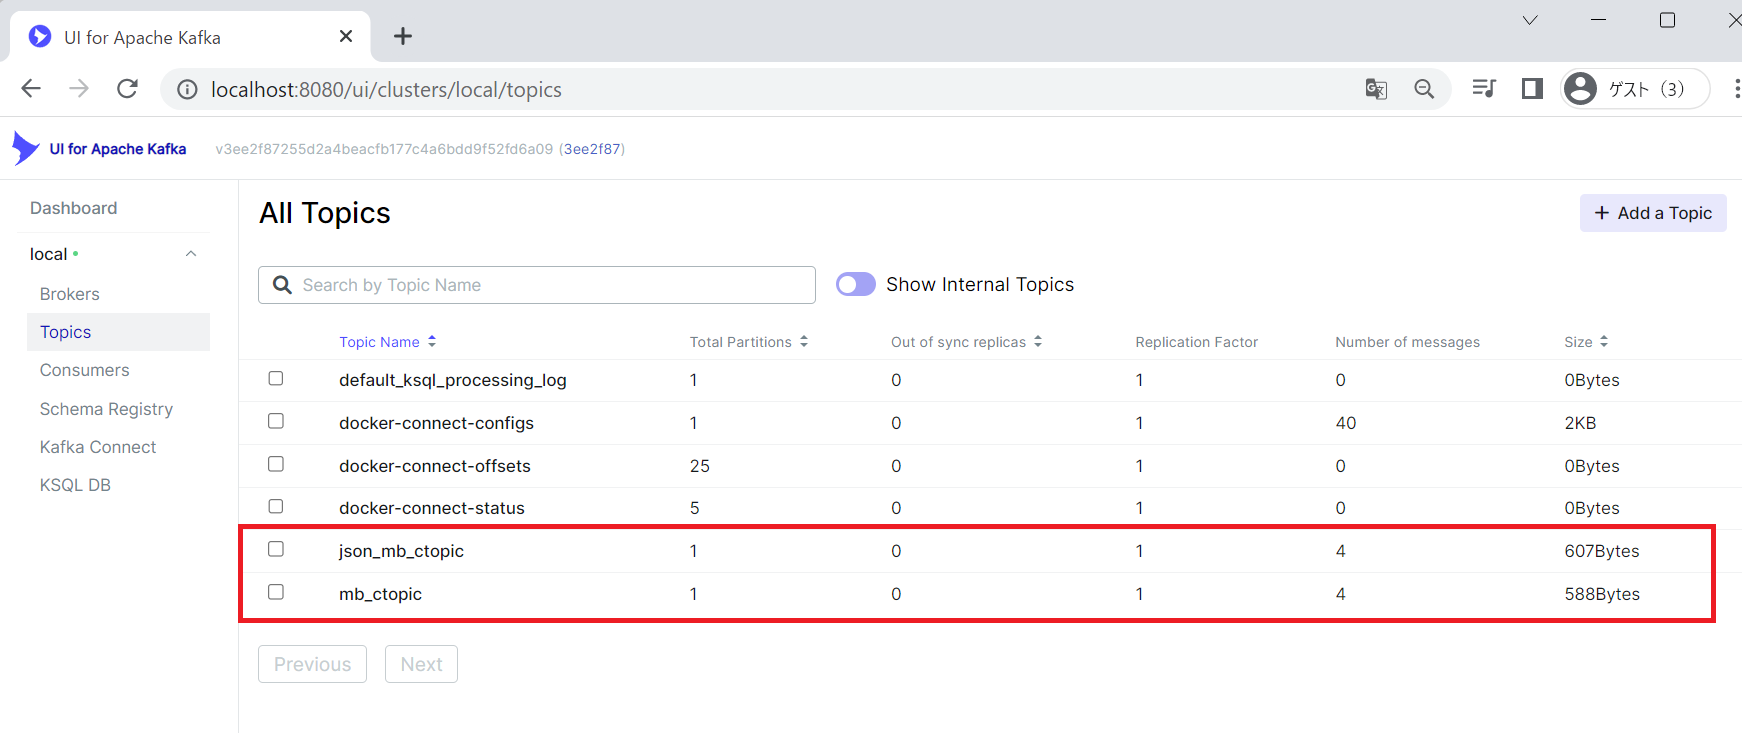 UI for Apache Kafka
localhost:8080/ui/clusters/local/topics
ゲスト (3)
UI for Apache Kafka v3ee2f87255d2a4beacfb177c4a6bdd9f52fd6a09 (3ee2f87)
Dashboard
local
Brokers
Topics
Consumers
Schema Registry
Kafka Connect
KSQL DB
All Topics
+ Add a Topic
Search by Topic Name
Show Internal Topics
Topic Name Total Partitions Out of sync replicas Replication Factor Number of messages Size
default_ksql_processing_log 1 0 1 0 0Bytes
docker-connect-configs 1 0 1 40 2KB
docker-connect-offsets 25 0 1 0 0Bytes
docker-connect-status 5 0 1 0 0Bytes
json_mb_ctopic 1 0 1 4 607Bytes
mb_ctopic 1 0 1 4 588Bytes
Previous Next